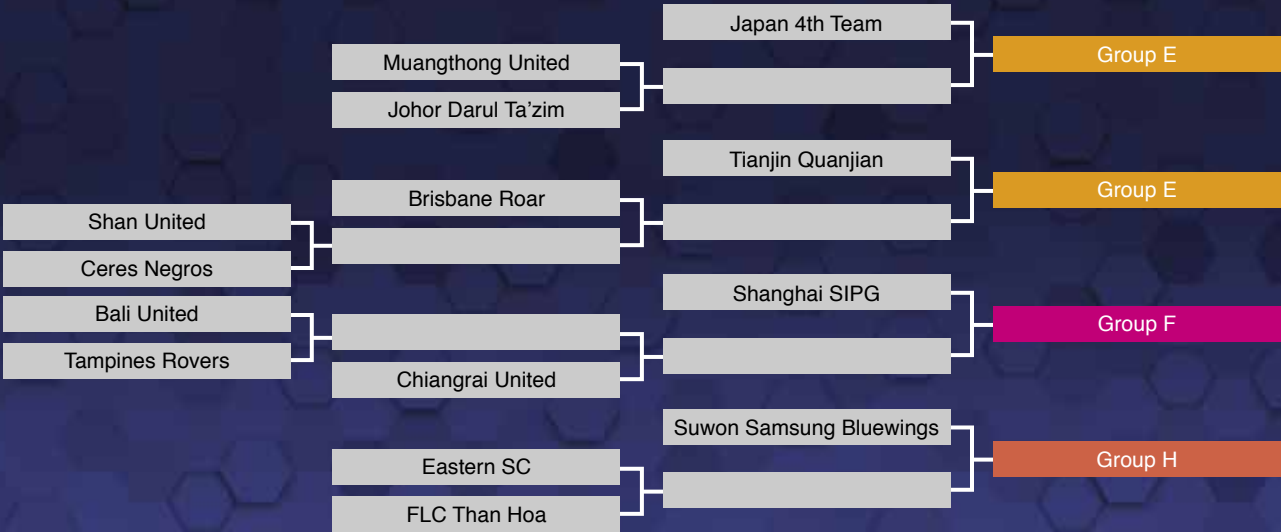 Japan 4th Team
Group E
Muangthong United
Johor Darul Ta'zim
Tianjin Quanjian
Group E
Brisbane Roar
Shan United
Ceres Negros
Shanghai SIPG
Bali United
Group F
Tampines Rovers
Chiangrai United
Suwon Samsung Bluewings
Group H
Eastern SC
FLC Than Hoa